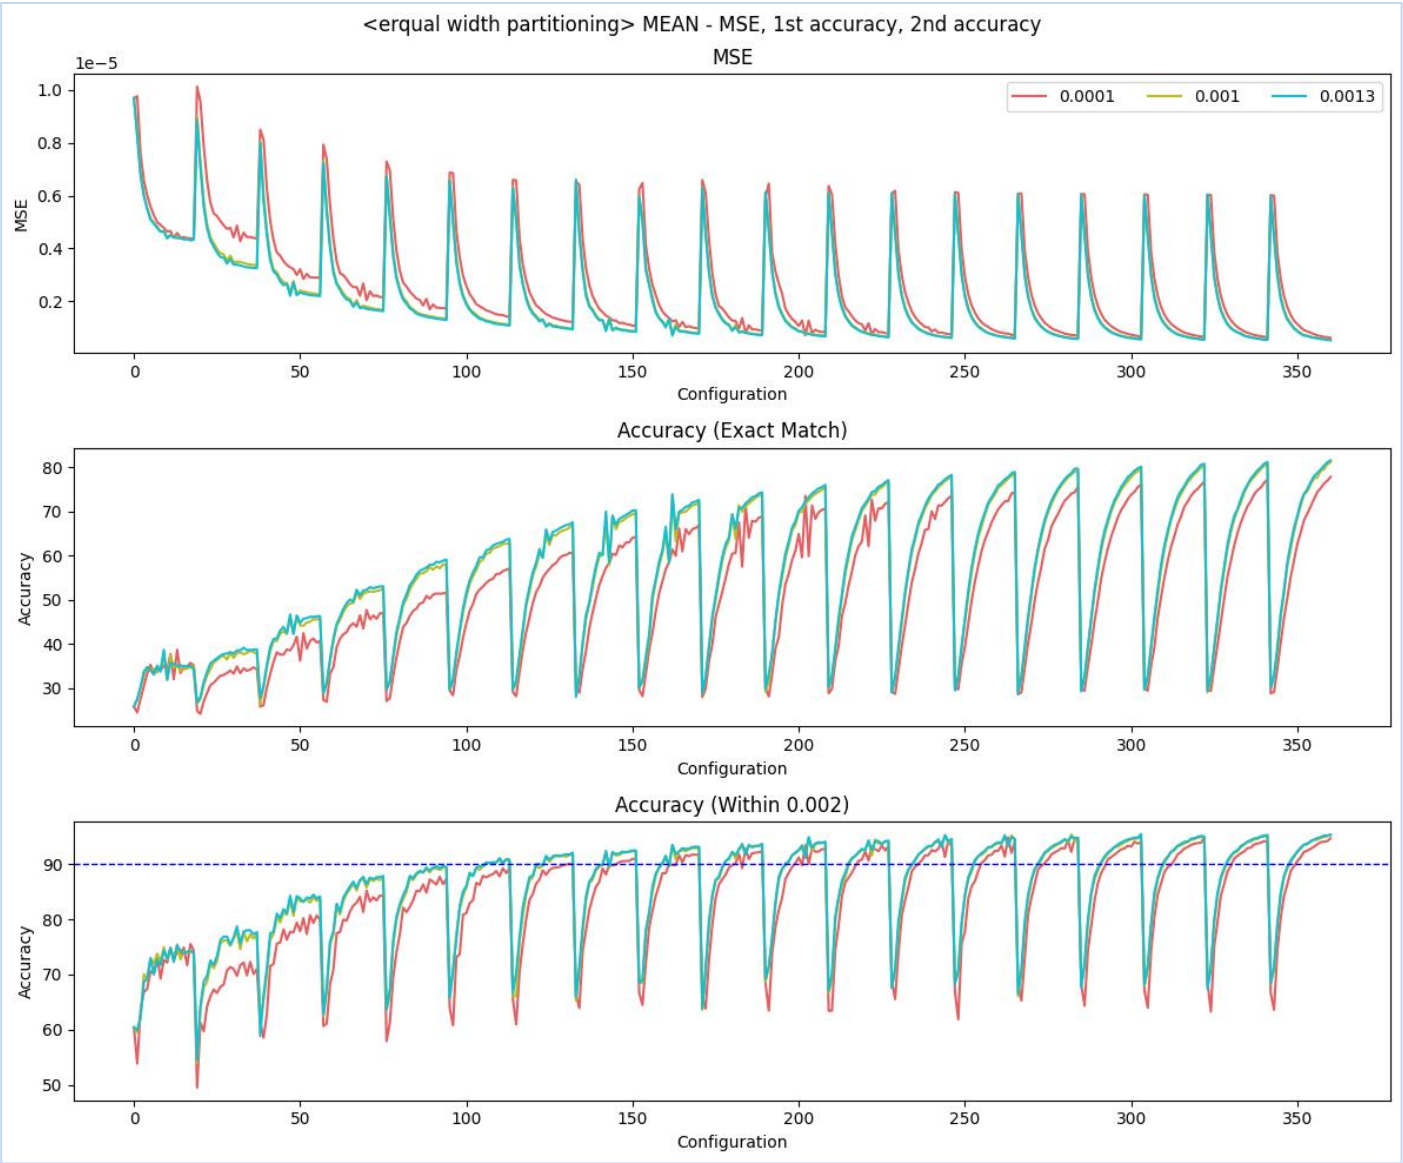 <erqual width partitioning> MEAN - MSE, 1st accuracy, 2nd accuracy
MSE
1e−5
0.0001 0.001 0.0013
1.0
0.8
0.6
0.4
0.2
MSE
0 50 100 150 200 250 300 350
Configuration
Accuracy (Exact Match)
80
70
60
50
40
30
Accuracy
0 50 100 150 200 250 300 350
Configuration
Accuracy (Within 0.002)
90
80
70
60
50
Accuracy
0 50 100 150 200 250 300 350
Configuration